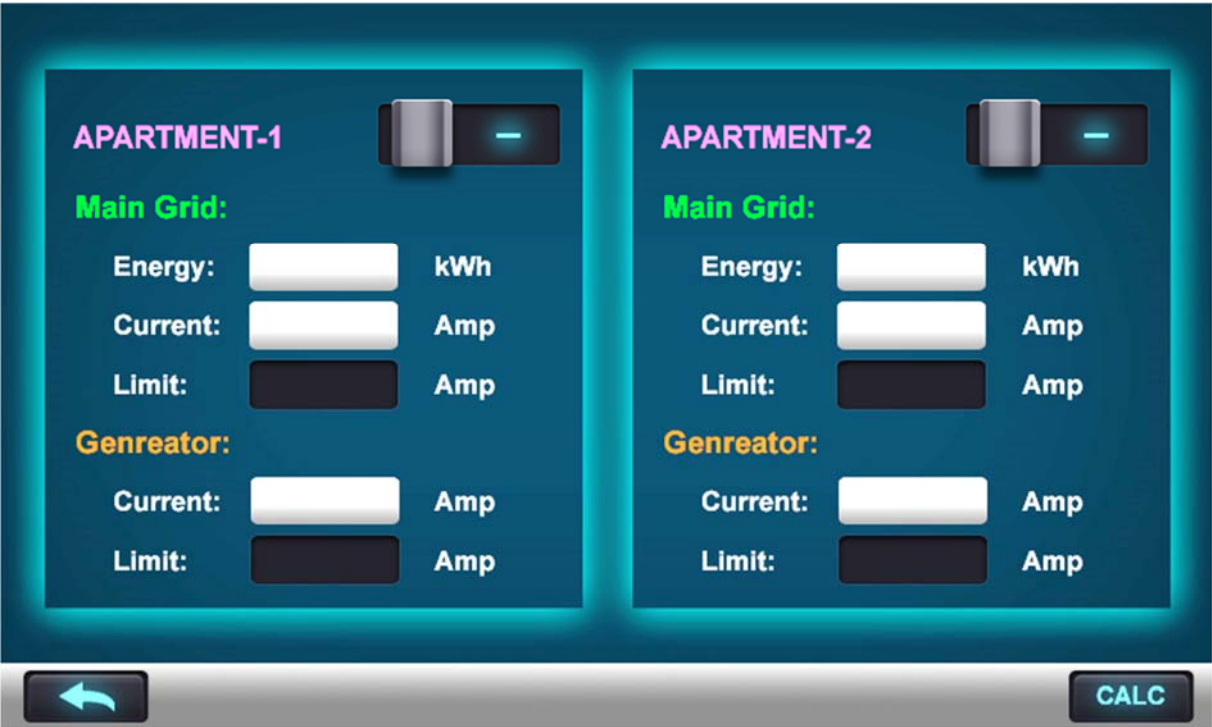 APARTMENT-1
Main Grid:
Energy: kWh
Current: Amp
Limit: Amp
Genreator:
Current: Amp
Limit: Amp
APARTMENT-2
Main Grid:
Energy: kWh
Current: Amp
Limit: Amp
Genreator:
Current: Amp
Limit: Amp
CALC